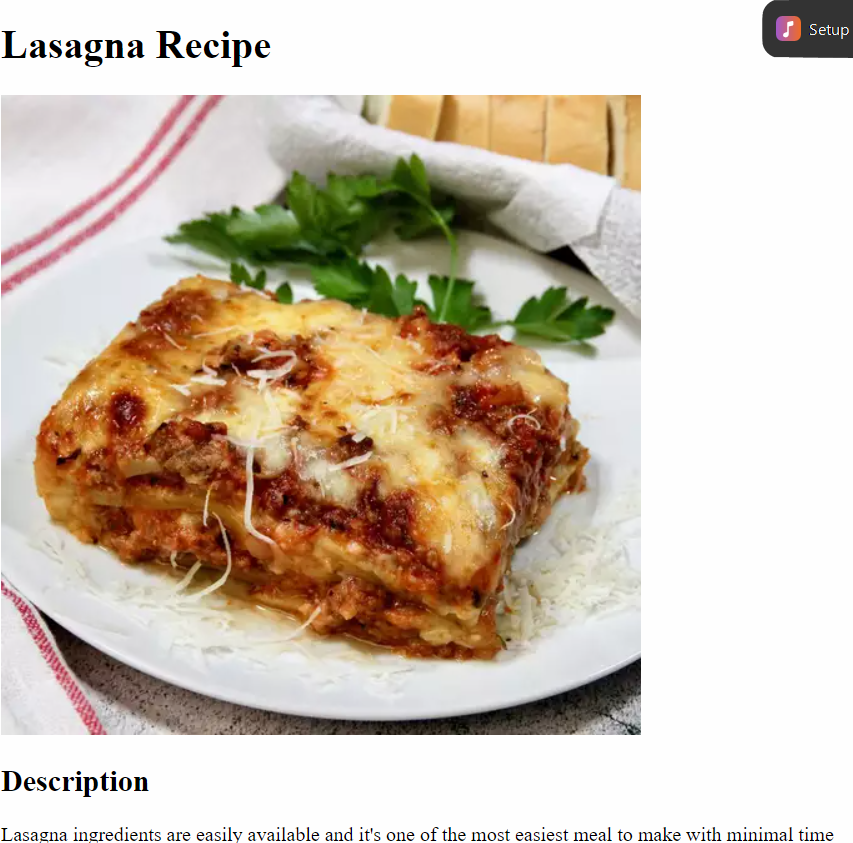 Lasagna Recipe
Setup
Description
Lasagna ingredients are easily available and it's one of the most easiest meal to make with minimal time